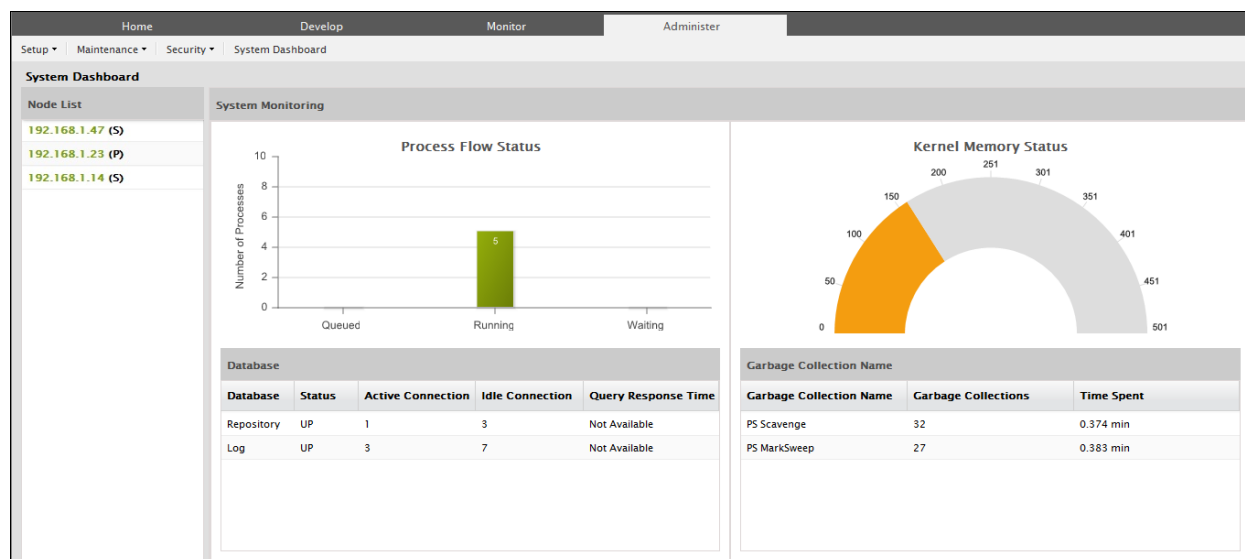 Home Develop Monitor Administer
Setup Maintenance Security System Dashboard
System Dashboard
Node List
192.168.1.47 (S)
192.168.1.23 (P)
192.168.1.14 (S)
System Monitoring
Process Flow Status
Number of Processes
10
8
6
4
2
0
5
Queued Running Waiting
Kernel Memory Status
0
50
100
150
200
251
301
351
401
451
501
Database
Database Status Active Connection Idle Connection Query Response Time
Repository UP 1 3 Not Available
Log UP 3 7 Not Available
Garbage Collection Name
Garbage Collection Name Garbage Collections Time Spent
PS Scavenge 32 0.374 min
PS MarkSweep 27 0.383 min